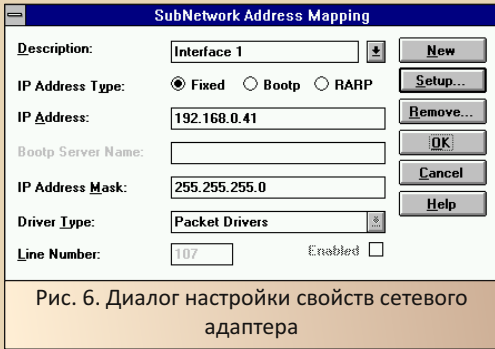 SubNetwork Address Mapping
Description: Interface 1 New
IP Address Type: Fixed Bootp RARP Setup...
IP Address: 192.168.0.41 Remove...
Bootp Server Name: OK
IP Address Mask: 255.255.255.0 Cancel
Driver Type: Packet Drivers Help
Line Number: 107 Enabled
Рис. 6. Диалог настройки свойств сетевого
адаптера